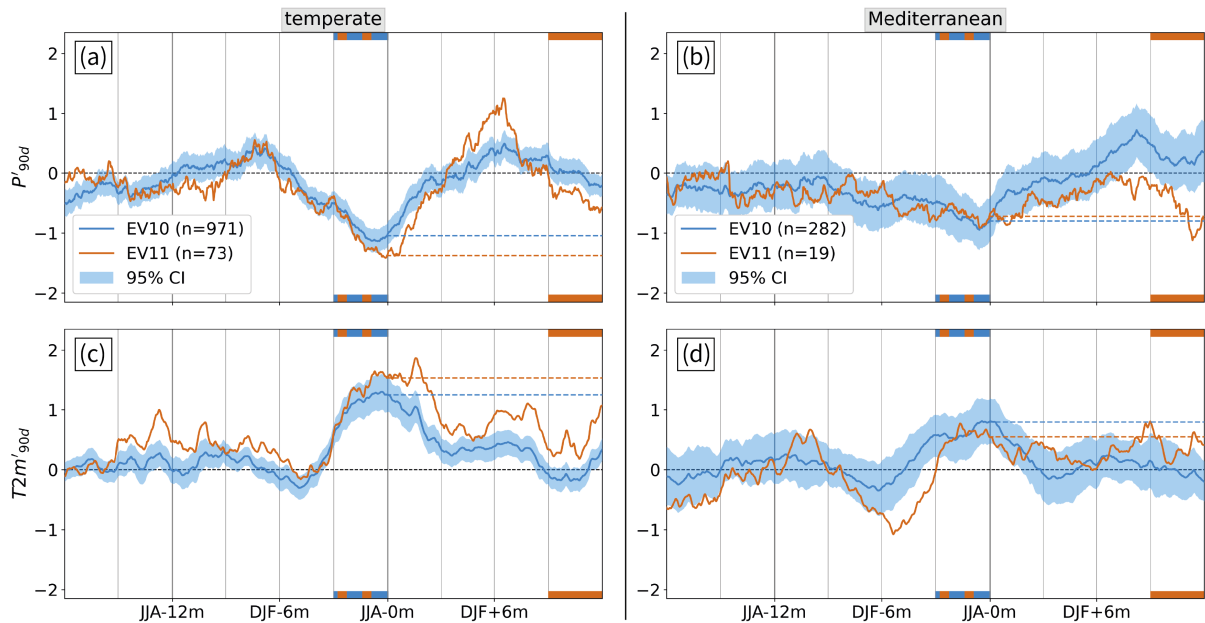 temperate
Mediterranean
(a)
2
1
0
−1
−2
P'90d
EV10 (n=971)
EV11 (n=73)
95% CI
(b)
2
1
0
−1
−2
EV10 (n=282)
EV11 (n=19)
95% CI
(c)
2
1
0
−1
−2
T2m'90d
JJA-12m
DJF-6m
JJA-0m
DJF+6m
(d)
2
1
0
−1
−2
JJA-12m
DJF-6m
JJA-0m
DJF+6m